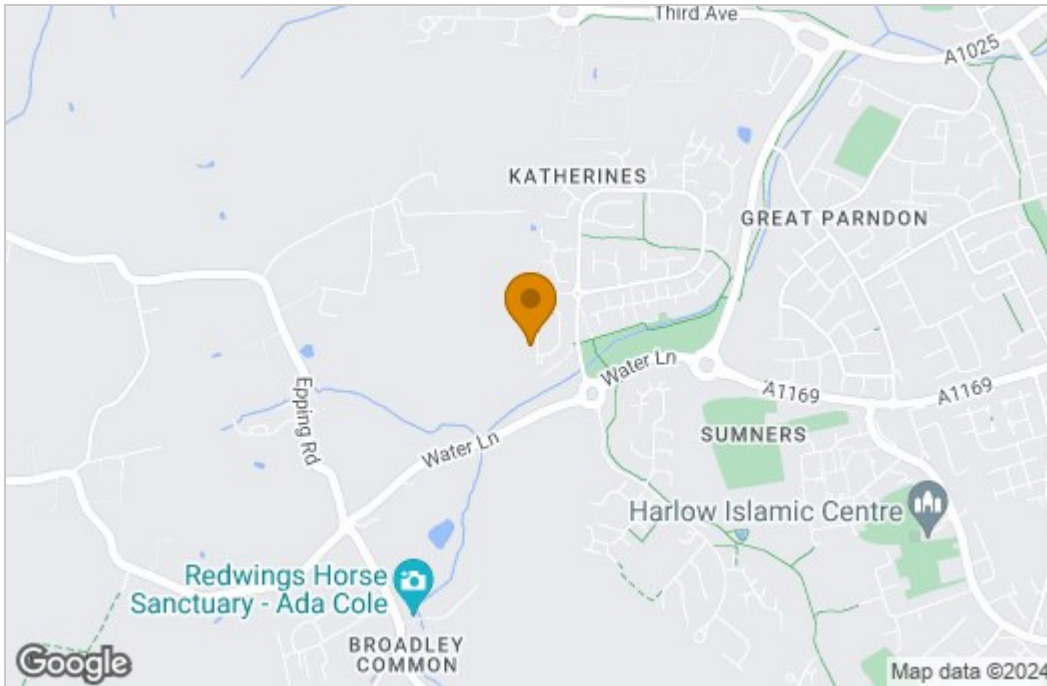 Third Ave
A1025
KATHERINES
GREAT PARNDON
Water Ln
A1169
A1169
Epping Rd
Water Ln
SUMNERS
Harlow Islamic Centre
Redwings Horse
Sanctuary - Ada Cole
BROADLEY
COMMON
Google
Map data ©2024